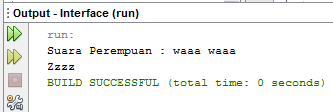 Output - Interface (run)
run:
Suara Perempuan : waaa waaa
Zzzz
BUILD SUCCESSFUL (total time: 0 seconds)